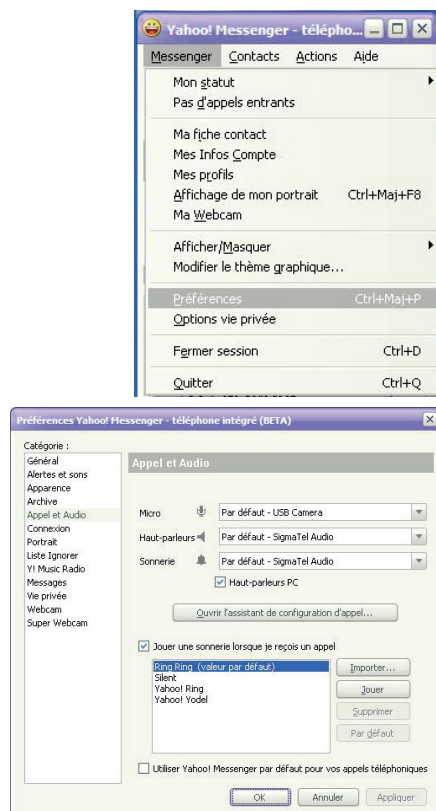 Yahoo! Messenger - télépho...
Messenger Contacts Actions Aide
Mon statut
Pas d'appels entrants
Ma fiche contact
Mes Infos Compte
Mes profils
Affichage de mon portrait Ctrl+Maj+F8
Ma Webcam
Afficher/Masquer
Modifier le thème graphique...
Préférences Ctrl+Maj+P
Options vie privée
Fermer session Ctrl+D
Quitter Ctrl+Q
Préférences Yahoo! Messenger - téléphone intégré (BETA)
Catégorie :
Général
Alertes et sons
Apparence
Archive
Appel et Audio
Connexion
Portrait
Liste Ignorer
Y! Music Radio
Messages
Vie privée
Webcam
Super Webcam
Appel et Audio
Micro Par défaut - USB Camera
Haut-parleurs Par défaut - SigmaTel Audio
Sonnerie Par défaut - SigmaTel Audio
Haut-parleurs PC
Ouvrir l'assistant de configuration d'appel...
Jouer une sonnerie lorsque je reçois un appel
Ring Ring (valeur par défaut)
Silent
Yahoo! Ring
Yahoo! Yodel
Importer...
Jouer
Supprimer
Par défaut
Utiliser Yahoo! Messenger par défaut pour vos appels téléphoniques
OK Annuler Appliquer